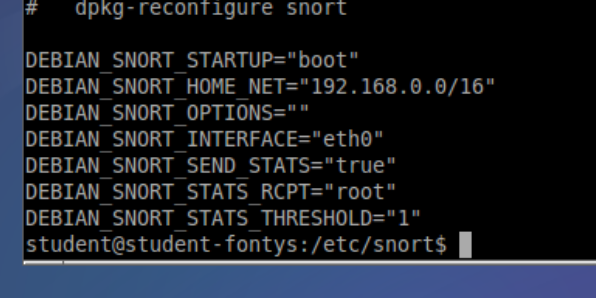 #   dpkg-reconfigure snort
DEBIAN_SNORT_STARTUP="boot"
DEBIAN_SNORT_HOME_NET="192.168.0.0/16"
DEBIAN_SNORT_OPTIONS=""
DEBIAN_SNORT_INTERFACE="eth0"
DEBIAN_SNORT_SEND_STATS="true"
DEBIAN_SNORT_STATS_RCPT="root"
DEBIAN_SNORT_STATS_THRESHOLD="1"
student@student-fontys:/etc/snort$